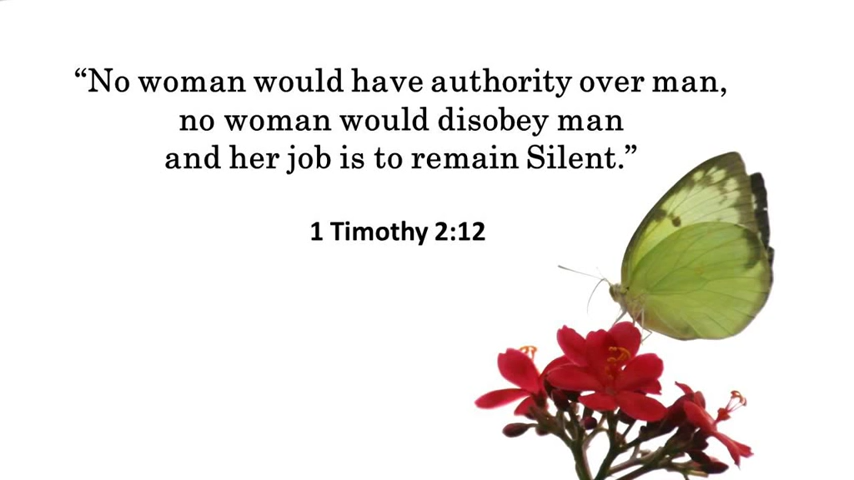 “No woman would have authority over man,
no woman would disobey man
and her job is to remain Silent.”
1 Timothy 2:12